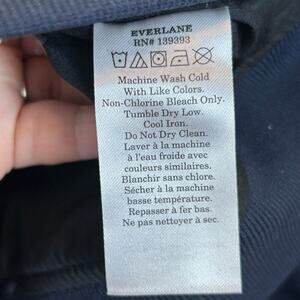 EVERLANE
RN# 139393
Machine Wash Cold
With Like Colors.
Non-Chlorine Bleach Only.
Tumble Dry Low.
Cool Iron.
Do Not Dry Clean.
Laver à la machine
à l'eau froide avec
couleurs similaires.
Blanchir sans chlore.
Sécher à la machine
basse température.
Repasser à fer bas.
Ne pas nettoyer à sec.